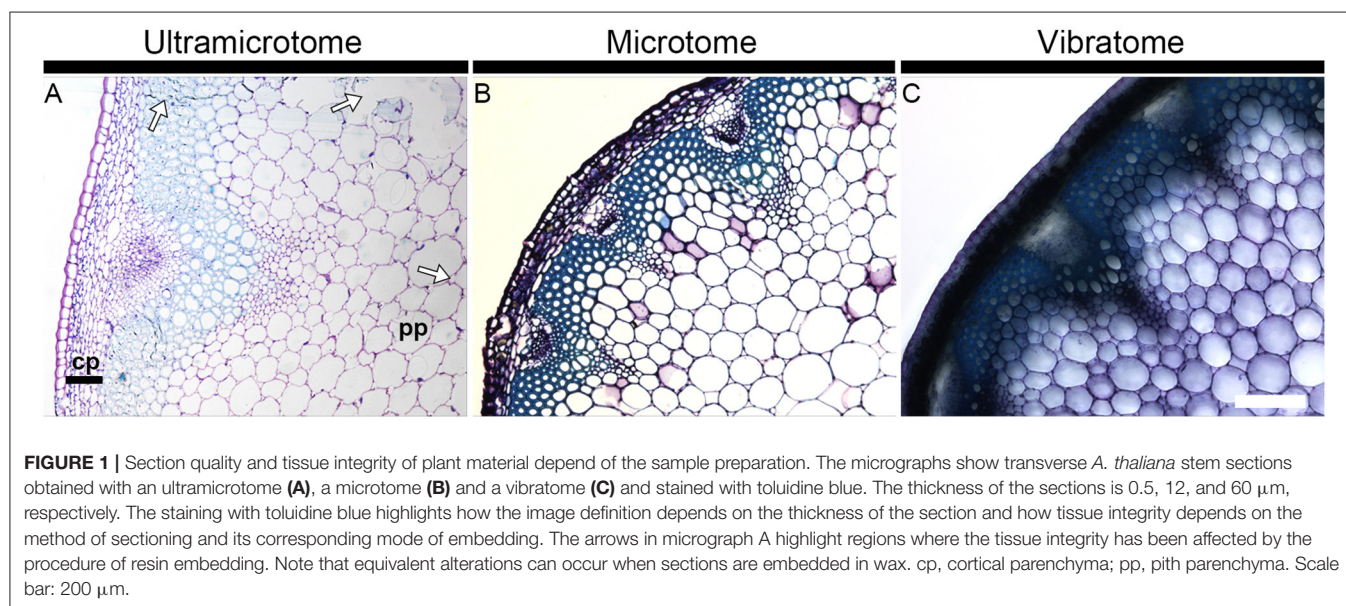 Ultramicrotome
Microtome
Vibratome
A
B
C
pp
cp
FIGURE 1 | Section quality and tissue integrity of plant material depend of the sample preparation. The micrographs show transverse A. thaliana stem sections
obtained with an ultramicrotome (A), a microtome (B) and a vibratome (C) and stained with toluidine blue. The thickness of the sections is 0.5, 12, and 60 μm,
respectively. The staining with toluidine blue highlights how the image definition depends on the thickness of the section and how tissue integrity depends on the
method of sectioning and its corresponding mode of embedding. The arrows in micrograph A highlight regions where the tissue integrity has been affected by the
procedure of resin embedding. Note that equivalent alterations can occur when sections are embedded in wax. cp, cortical parenchyma; pp, pith parenchyma. Scale
bar: 200 μm.